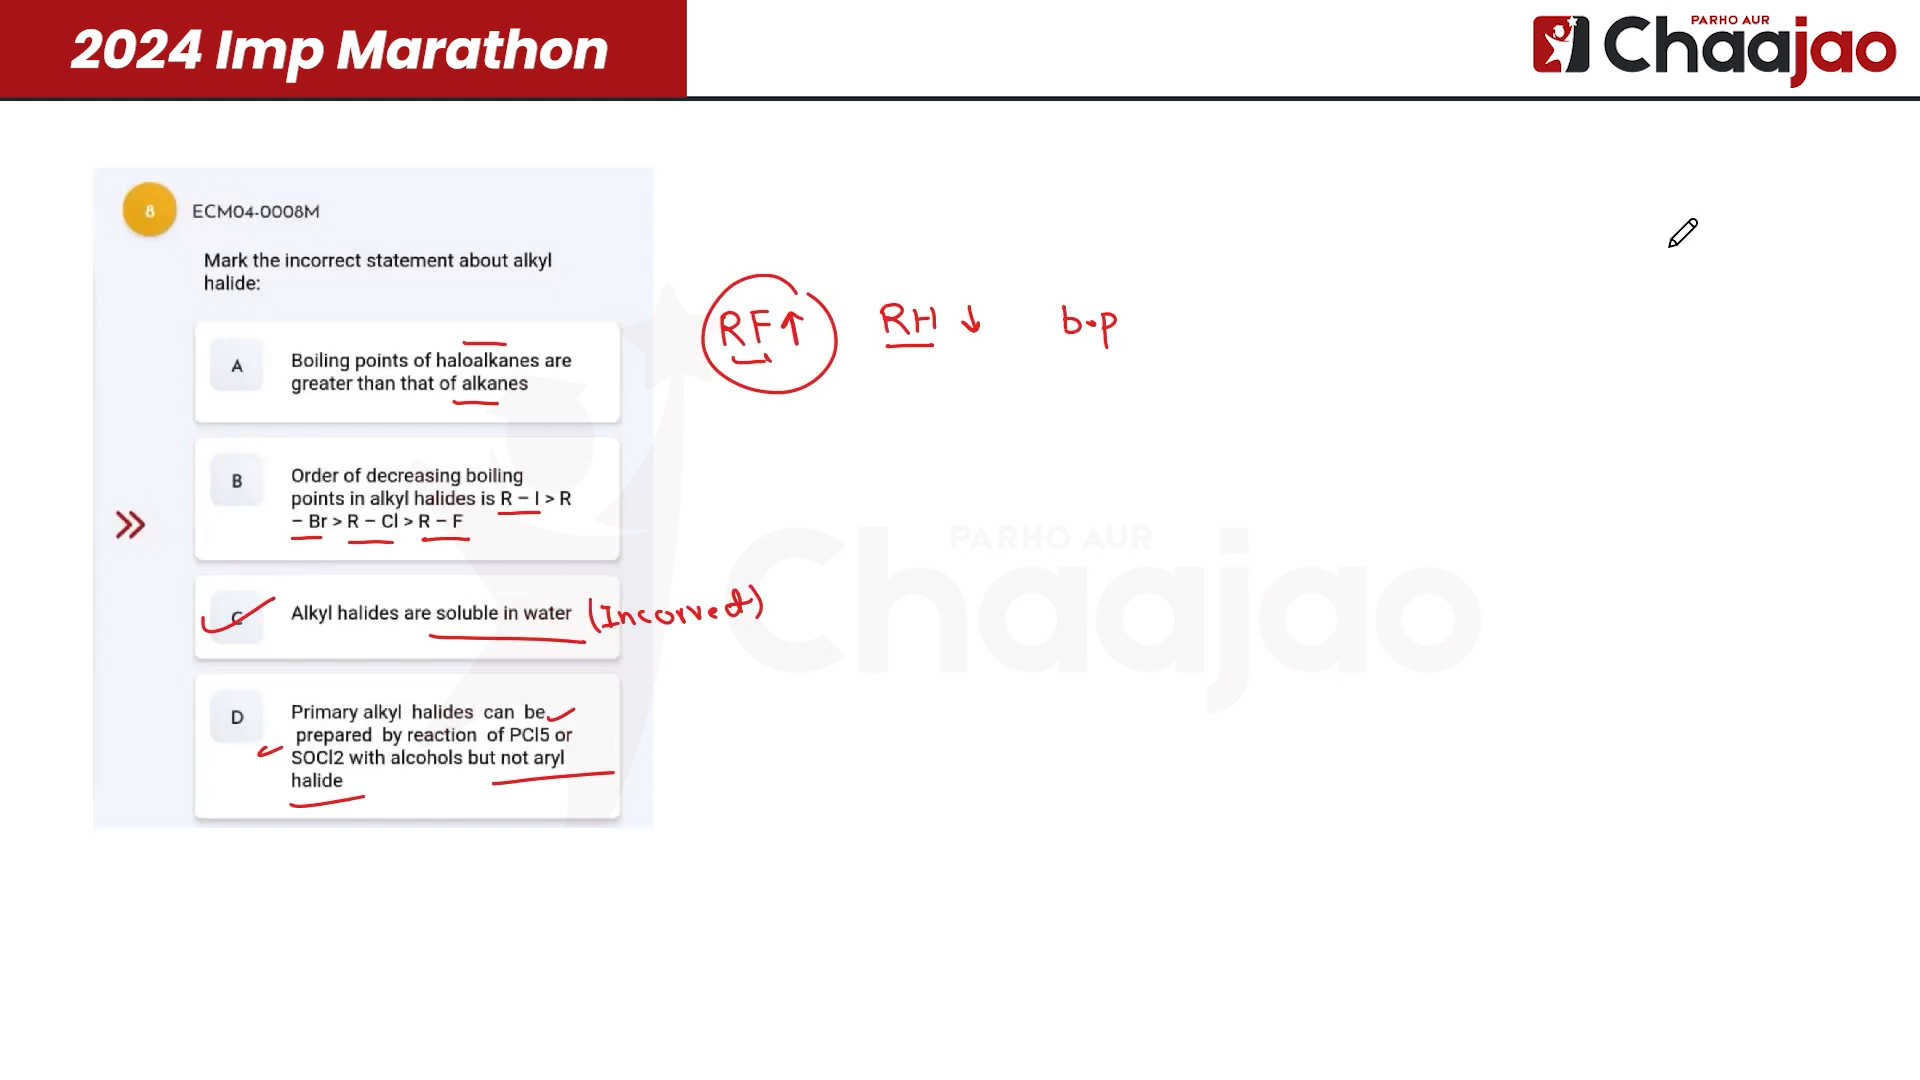 2024 Imp Marathon
PARHO AUR
Chaajao
8
ECM04-0008M
Mark the incorrect statement about alkyl
halide:
A
Boiling points of haloalkanes are
greater than that of alkanes
RF↑ RH↓ b.p
B
Order of decreasing boiling
points in alkyl halides is R – I > R
– Br > R – Cl > R – F
C
Alkyl halides are soluble in water (Incorrect)
D
Primary alkyl halides can be
prepared by reaction of PCl5 or
SOCl2 with alcohols but not aryl
halide
PARHO AUR
Chaajao